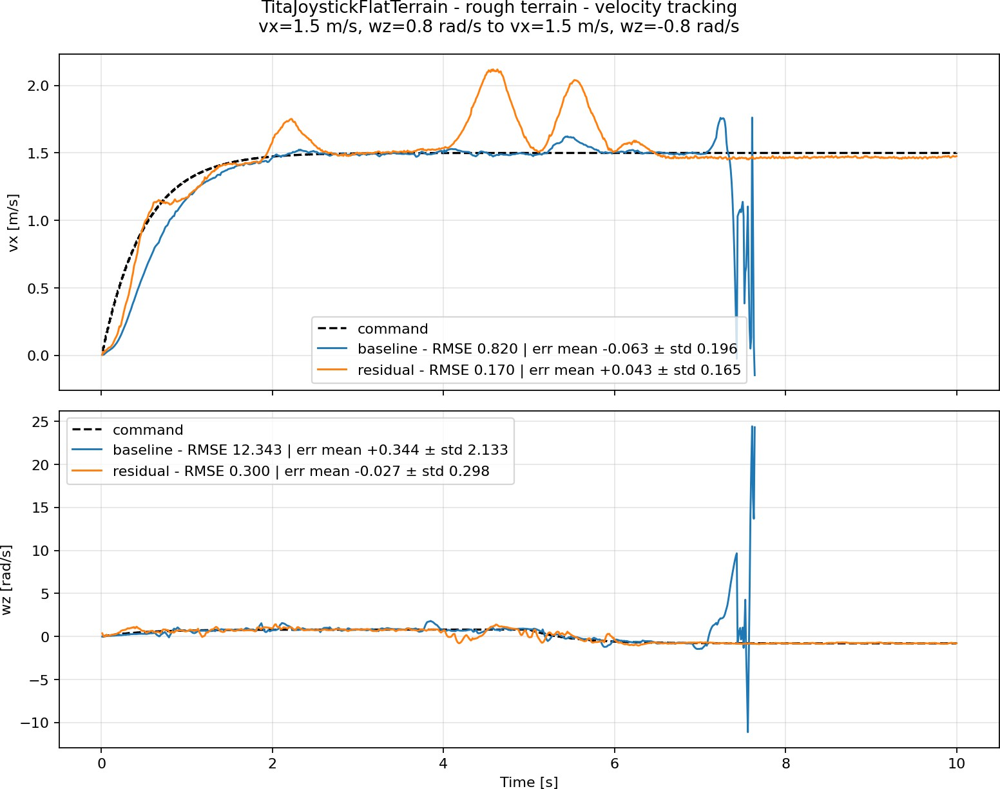 TitaJoystickFlatTerrain - rough terrain - velocity tracking
vx=1.5 m/s, wz=0.8 rad/s to vx=1.5 m/s, wz=-0.8 rad/s
vx [m/s]
2.0
1.5
1.0
0.5
0.0
command
baseline - RMSE 0.820 | err mean -0.063 ± std 0.196
residual - RMSE 0.170 | err mean +0.043 ± std 0.165
wz [rad/s]
25
20
15
10
5
0
−5
−10
command
baseline - RMSE 12.343 | err mean +0.344 ± std 2.133
residual - RMSE 0.300 | err mean -0.027 ± std 0.298
0 2 4 6 8 10
Time [s]